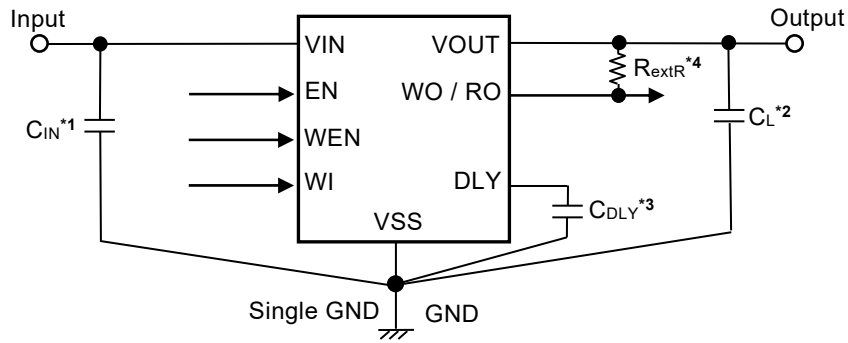 Input
Output
VIN
VOUT
EN
WO / RO
RextR*4
CIN*1
WEN
CL*2
WI
DLY
CDLY*3
VSS
Single GND
GND